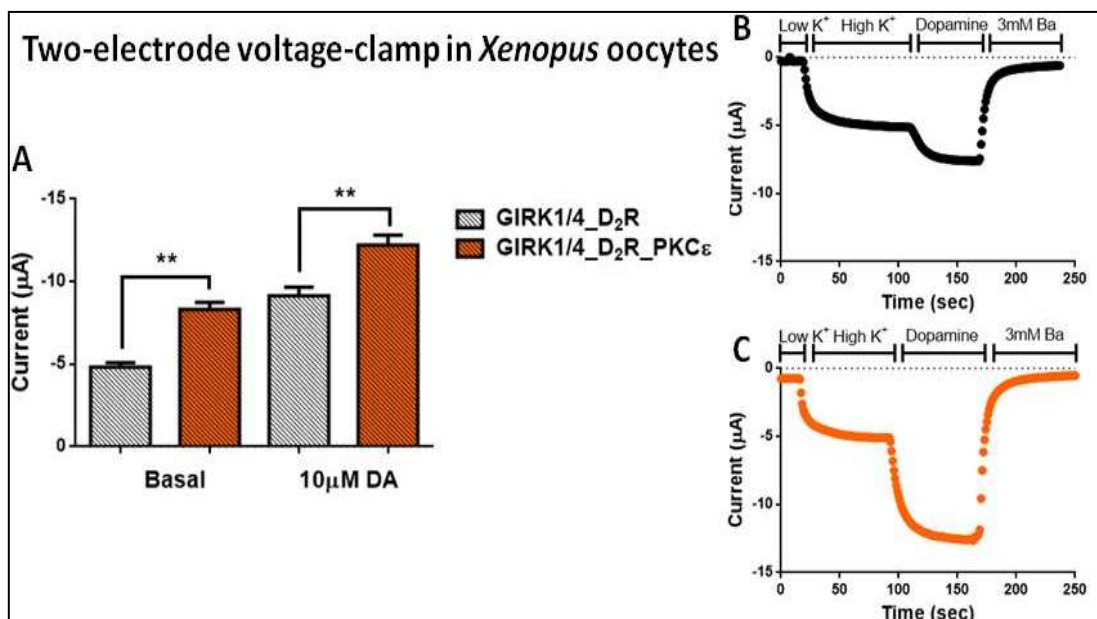 Two-electrode voltage-clamp in Xenopus oocytes
A
Current (μA)
-15
-10
-5
0
**
**
Basal
10μM DA
GIRK1/4_D₂R
GIRK1/4_D₂R_PKCε
B
Low K⁺ High K⁺ Dopamine 3mM Ba
Current (μA)
0
-5
-10
-15
0 50 100 150 200 250
Time (sec)
C
Low K⁺ High K⁺ Dopamine 3mM Ba
Current (μA)
0
-5
-10
-15
0 50 100 150 200 250
Time (sec)